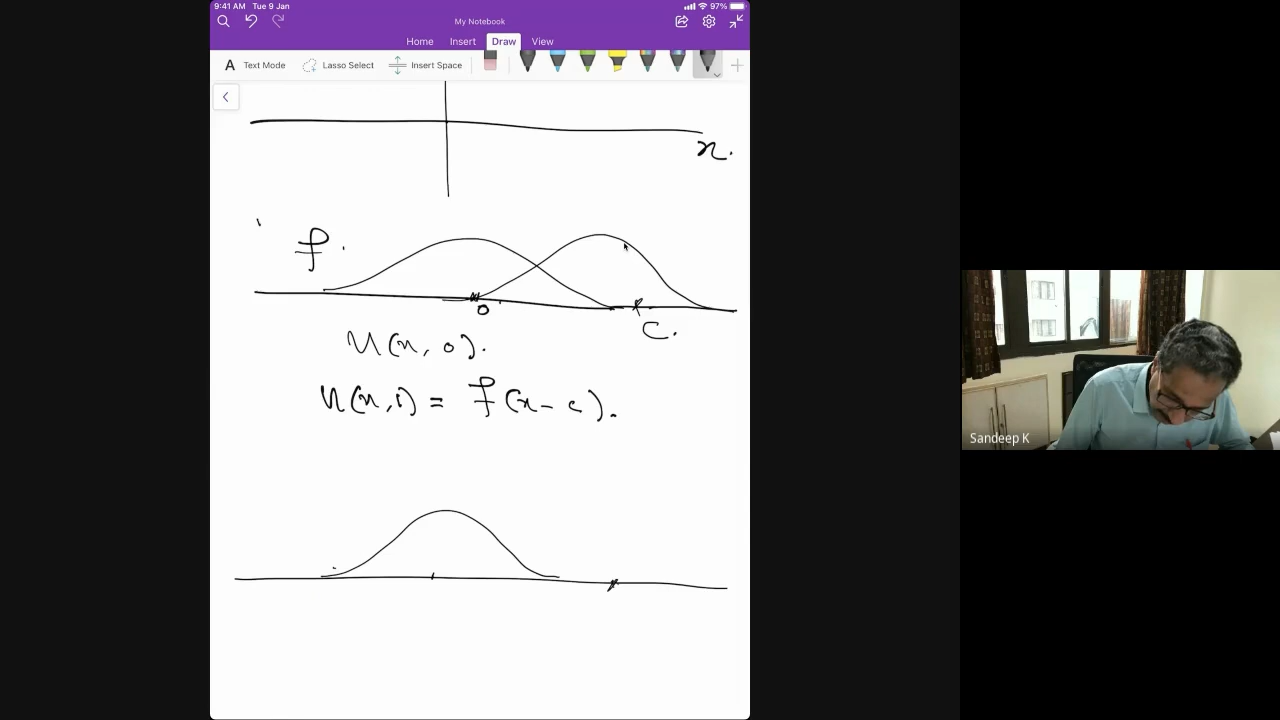 9:41 AM Tue 9 Jan
97%
My Notebook
Home Insert Draw View
A Text Mode Lasso Select Insert Space
x.
f.
0
c.
u(x, 0).
u(x, 1) = f(x - c).
Sandeep K